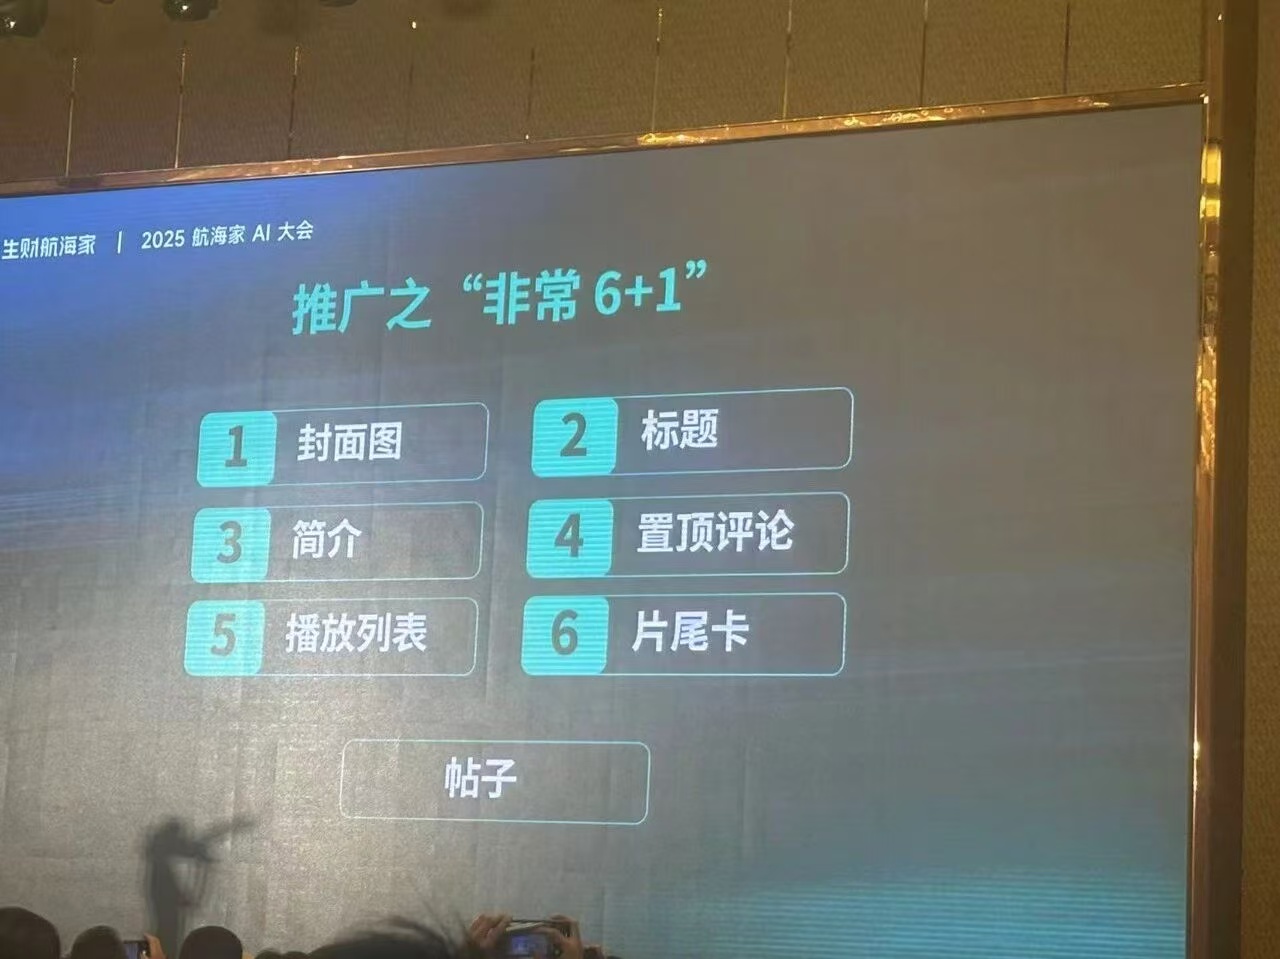 生财航海家 | 2025 航海家 AI 大会
推广之 “非常 6+1”
1 封面图
2 标题
3 简介
4 置顶评论
5 播放列表
6 片尾卡
帖子